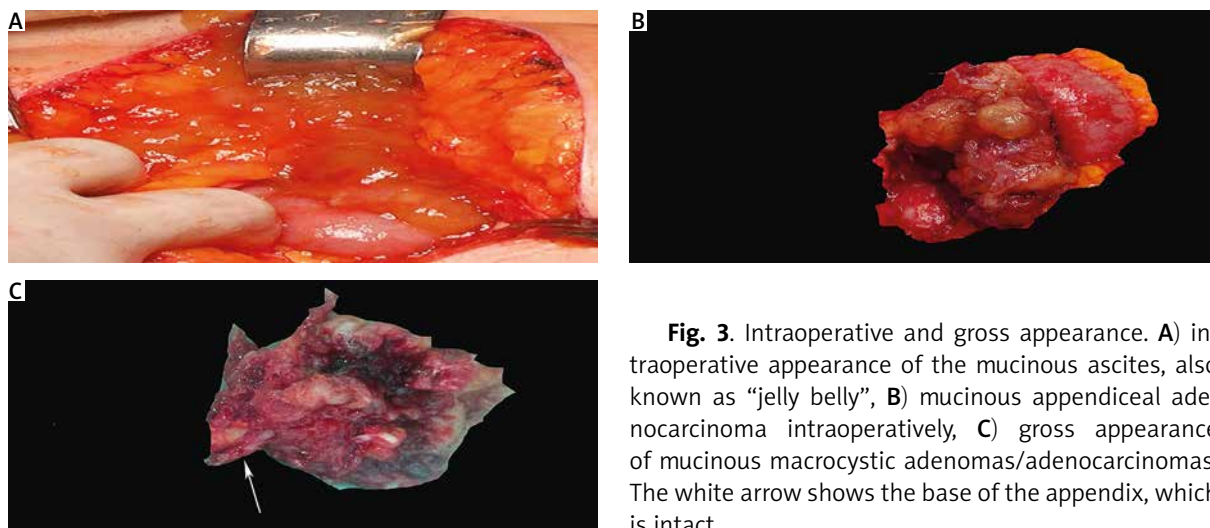 A
B
C
Fig. 3. Intraoperative and gross appearance. A) in
traoperative appearance of the mucinous ascites, also
known as “jelly belly”, B) mucinous appendiceal ade
nocarcinoma intraoperatively, C) gross appearance
of mucinous macrocystic adenomas/adenocarcinomas
The white arrow shows the base of the appendix, which
is intact